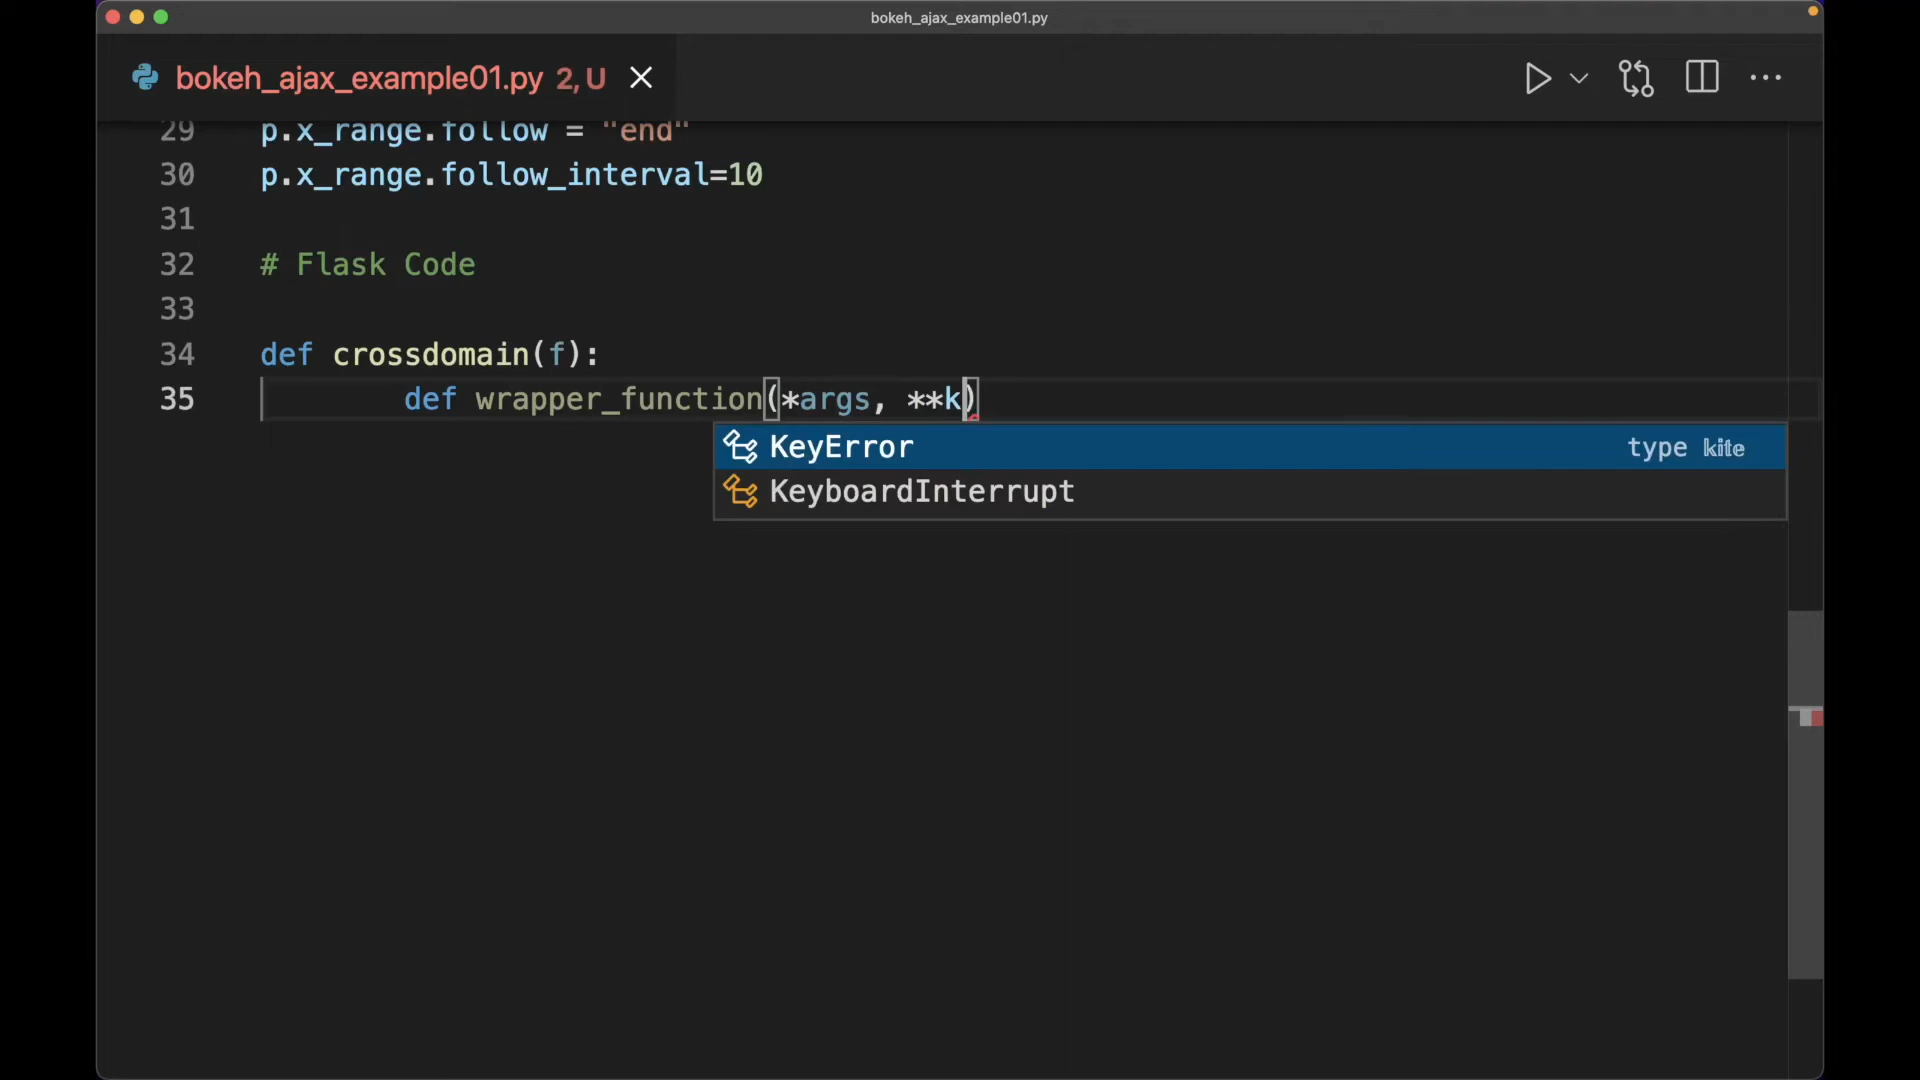 bokeh_ajax_example01.py
bokeh_ajax_example01.py 2, U
29 p.x_range.follow = "end"
30 p.x_range.follow_interval=10
31
32 # Flask Code
33
34 def crossdomain(f):
35 def wrapper_function(*args, **k)
KeyError type kite
KeyboardInterrupt